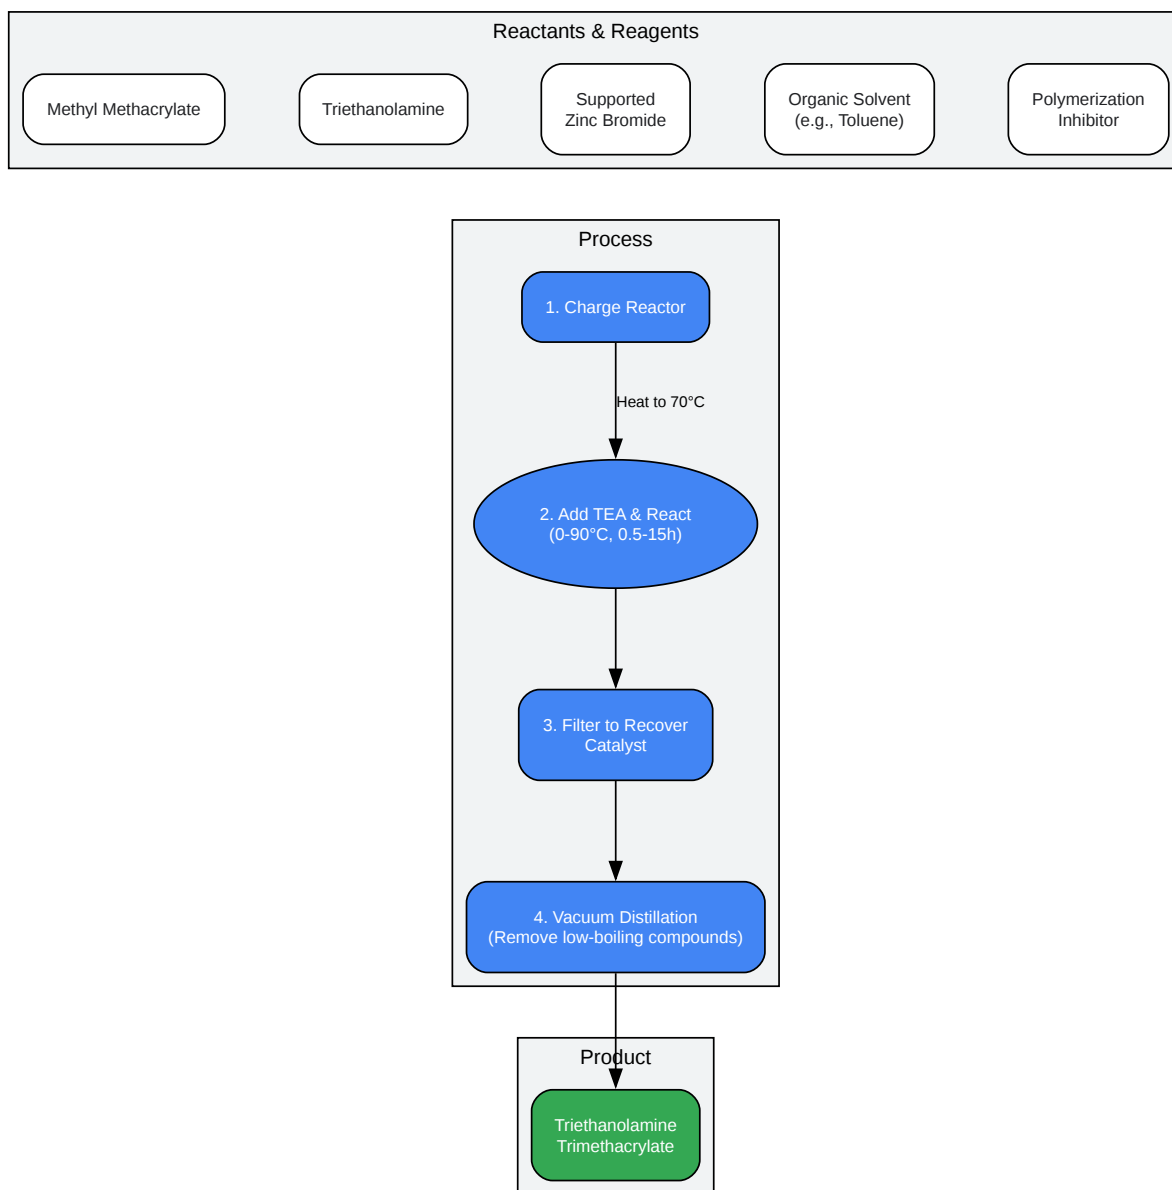 Reactants & Reagents
Methyl Methacrylate
Triethanolamine
Supported
Zinc Bromide
Organic Solvent
(e.g., Toluene)
Polymerization
Inhibitor
Process
1. Charge Reactor
Heat to 70°C
2. Add TEA & React
(0-90°C, 0.5-15h)
3. Filter to Recover
Catalyst
4. Vacuum Distillation
(Remove low-boiling compounds)
Product
Triethanolamine
Trimethacrylate